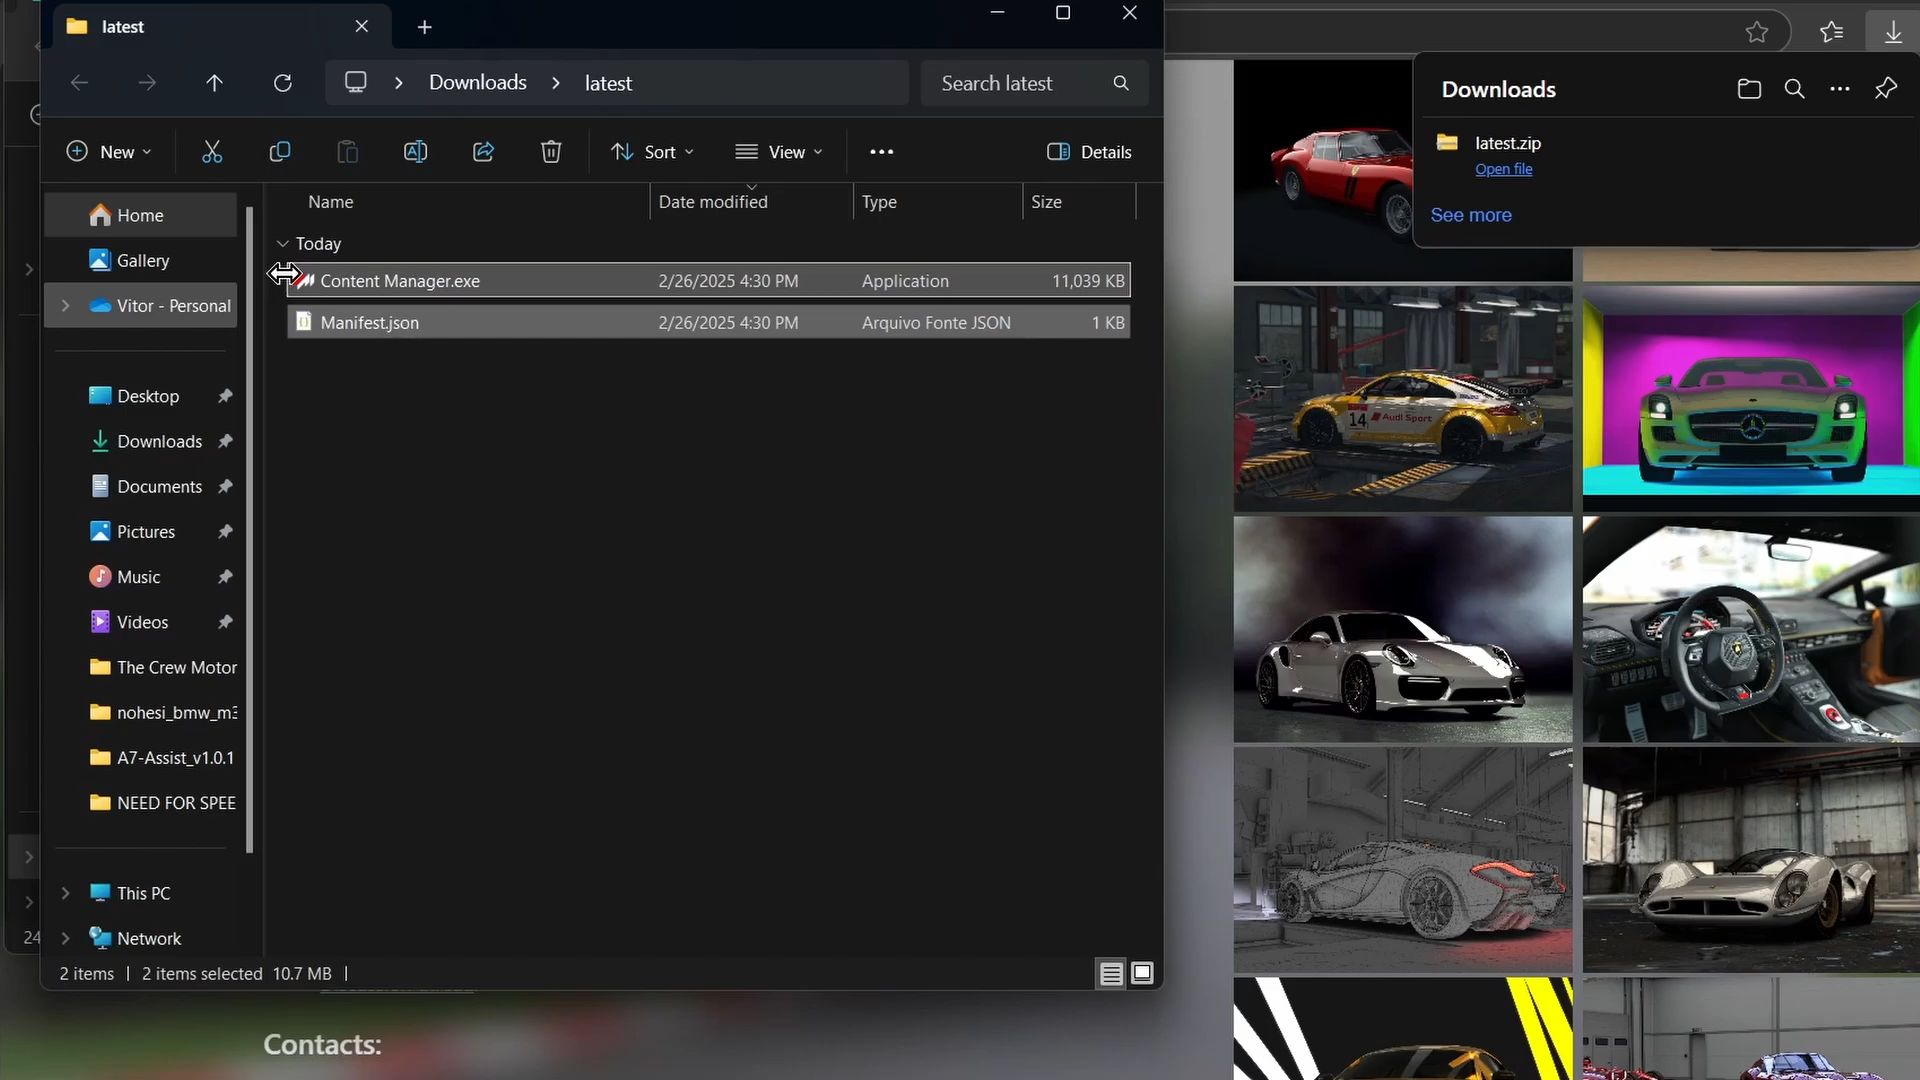 latest
Downloads
latest
Search latest
New
Sort
View
Details
Name
Date modified
Type
Size
Today
Content Manager.exe
2/26/2025 4:30 PM
Application
11,039 KB
Manifest.json
2/26/2025 4:30 PM
Arquivo Fonte JSON
1 KB
Home
Gallery
Vitor - Personal
Desktop
Downloads
Documents
Pictures
Music
Videos
The Crew Motor
nohesi_bmw_m3
A7-Assist_v1.0.1
NEED FOR SPEE
This PC
Network
2 items
2 items selected 10.7 MB
24
Contacts:
Downloads
latest.zip
Open file
See more
14
Audi Sport